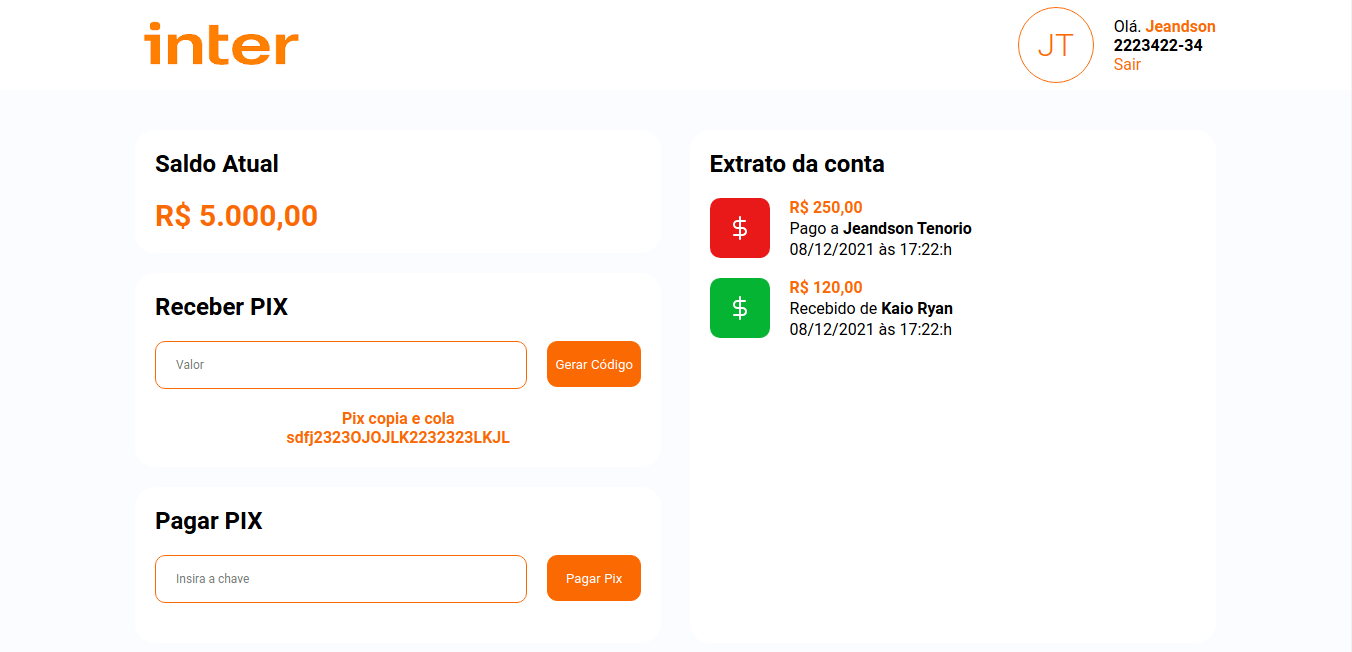 inter
JT
Olá. Jeandson
2223422-34
Sair
Saldo Atual
R$ 5.000,00
Receber PIX
Valor
Gerar Código
Pix copia e cola
sdfj2323OJOJLK2232323LKJL
Pagar PIX
Insira a chave
Pagar Pix
Extrato da conta
$
R$ 250,00
Pago a Jeandson Tenorio
08/12/2021 às 17:22:h
$
R$ 120,00
Recebido de Kaio Ryan
08/12/2021 às 17:22:h